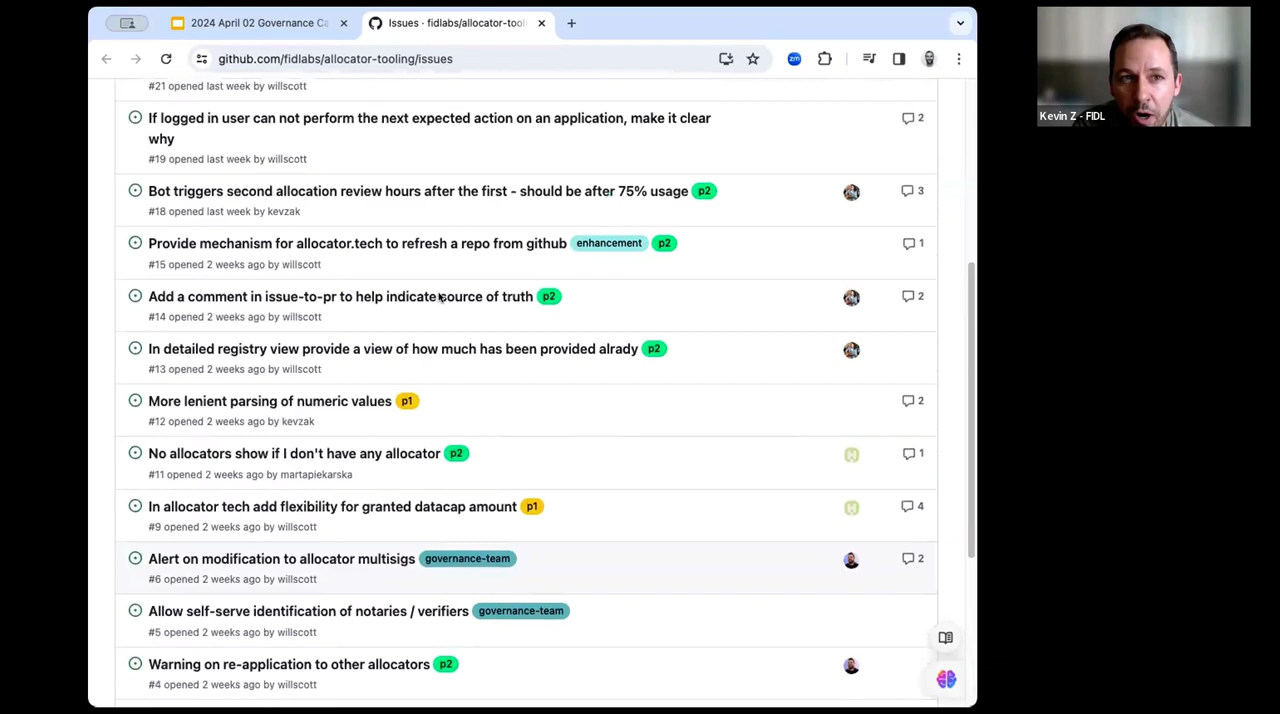 2024 April 02 Governance Ca
Issues · fidlabs/allocator-tooli
github.com/fidlabs/allocator-tooling/issues
zm
Kevin Z - FIDL
#21 opened last week by willscott
If logged in user can not perform the next expected action on an application, make it clear
why
2
#19 opened last week by willscott
Bot triggers second allocation review hours after the first - should be after 75% usage p2
3
#18 opened last week by kevzak
Provide mechanism for allocator.tech to refresh a repo from github enhancement p2
1
#15 opened 2 weeks ago by willscott
Add a comment in issue-to-pr to help indicate source of truth p2
2
#14 opened 2 weeks ago by willscott
In detailed registry view provide a view of how much has been provided alrady p2
#13 opened 2 weeks ago by willscott
More lenient parsing of numeric values p1
2
#12 opened 2 weeks ago by kevzak
No allocators show if I don't have any allocator p2
1
#11 opened 2 weeks ago by martapiekarska
In allocator tech add flexibility for granted datacap amount p1
4
#9 opened 2 weeks ago by willscott
Alert on modification to allocator multisigs governance-team
2
#6 opened 2 weeks ago by willscott
Allow self-serve identification of notaries / verifiers governance-team
#5 opened 2 weeks ago by willscott
Warning on re-application to other allocators p2
#4 opened 2 weeks ago by willscott